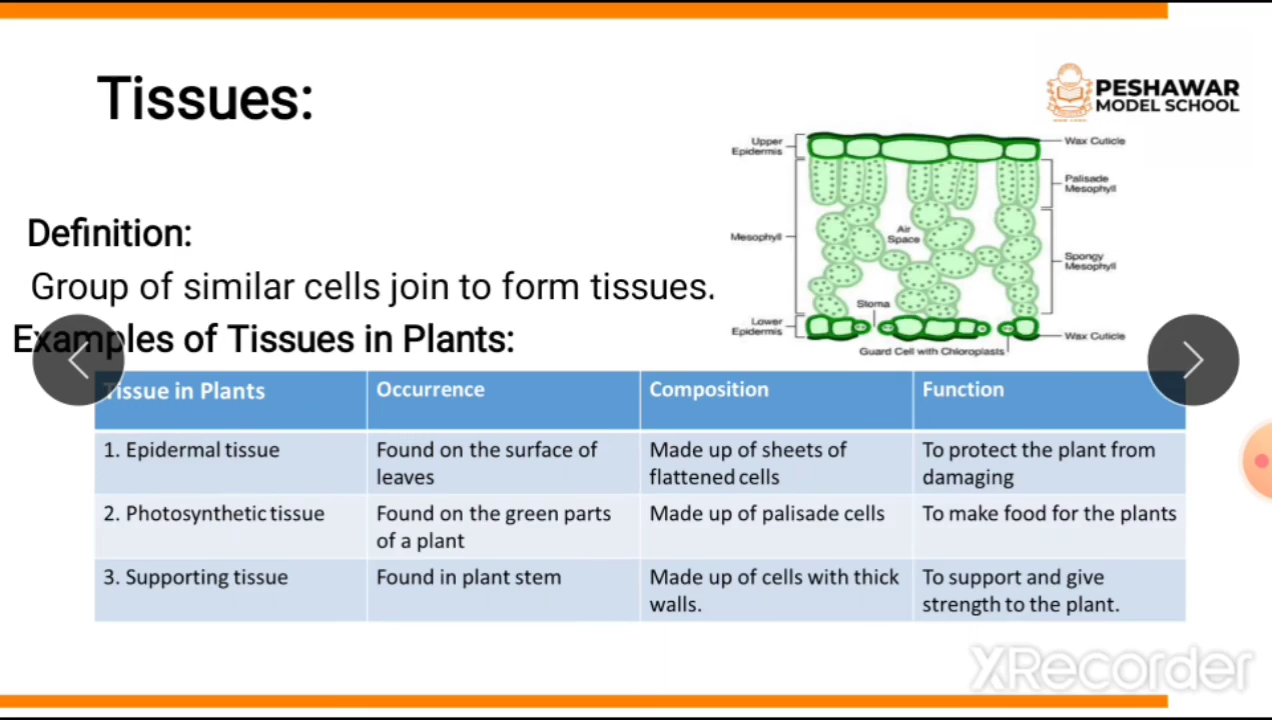 Tissues:
PESHAWAR
MODEL SCHOOL
Upper
Epidermis
Wax Cuticle
Palisade
Mesophyll
Mesophyll
Air
Space
Spongy
Mesophyll
Stoma
Lower
Epidermis
Wax Cuticle
Guard Cell with Chloroplasts
Definition:
Group of similar cells join to form tissues.
Examples of Tissues in Plants:
Tissue in Plants
Occurrence
Composition
Function
1. Epidermal tissue
Found on the surface of
leaves
Made up of sheets of
flattened cells
To protect the plant from
damaging
2. Photosynthetic tissue
Found on the green parts
of a plant
Made up of palisade cells
To make food for the plants
3. Supporting tissue
Found in plant stem
Made up of cells with thick
walls.
To support and give
strength to the plant.
XRecorder